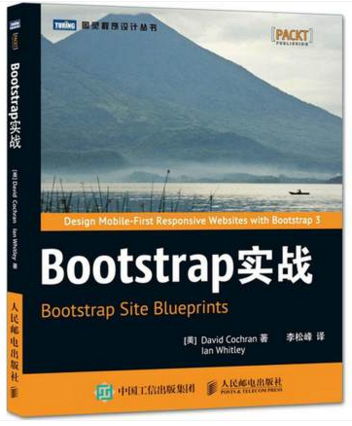 TURING 图灵程序设计丛书
PACKT
PUBLISHING
Bootstrap实战
[美] David Cochran
Ian Whitley 著
人民邮电出版社
Design Mobile-First Responsive Websites with Bootstrap 3
Bootstrap实战
Bootstrap Site Blueprints
[美] David Cochran 著
Ian Whitley
李松峰 译
中国工信出版集团
人民邮电出版社